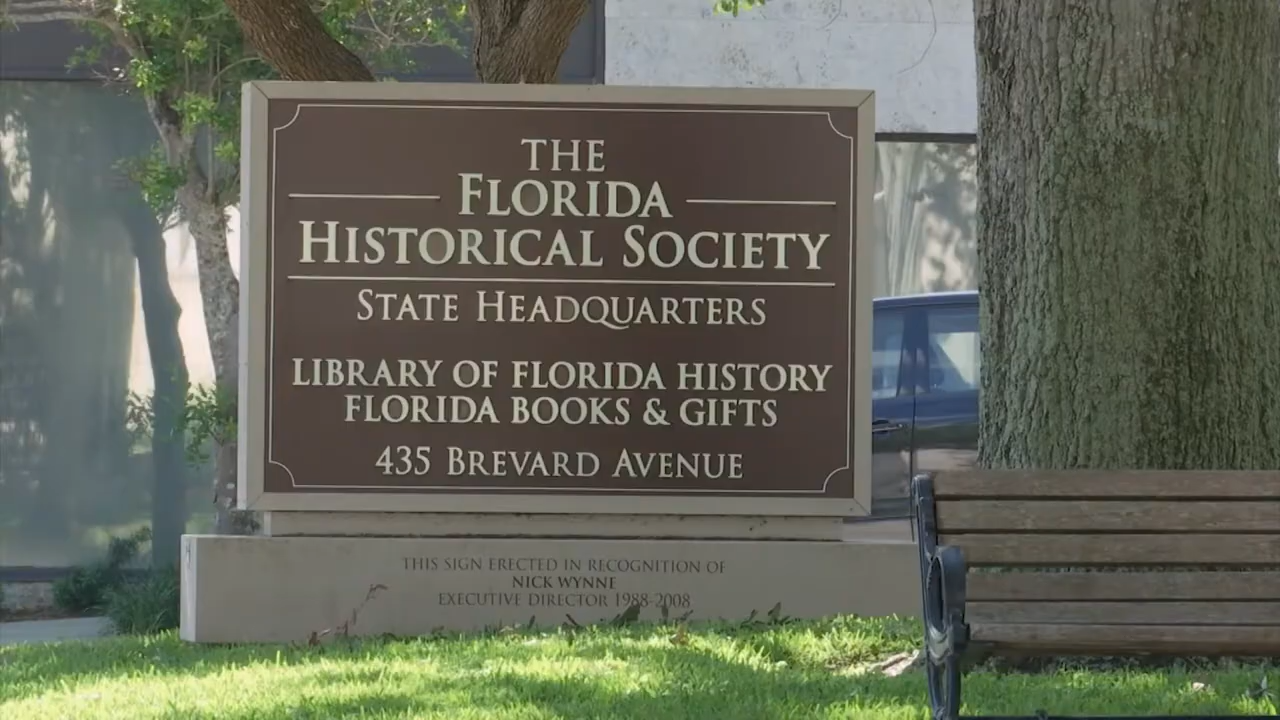 THE
FLORIDA
HISTORICAL SOCIETY
STATE HEADQUARTERS
LIBRARY OF FLORIDA HISTORY
FLORIDA BOOKS & GIFTS
435 BREVARD AVENUE
THIS SIGN ERECTED IN RECOGNITION OF
NICK WYNNE
EXECUTIVE DIRECTOR 1988-2008